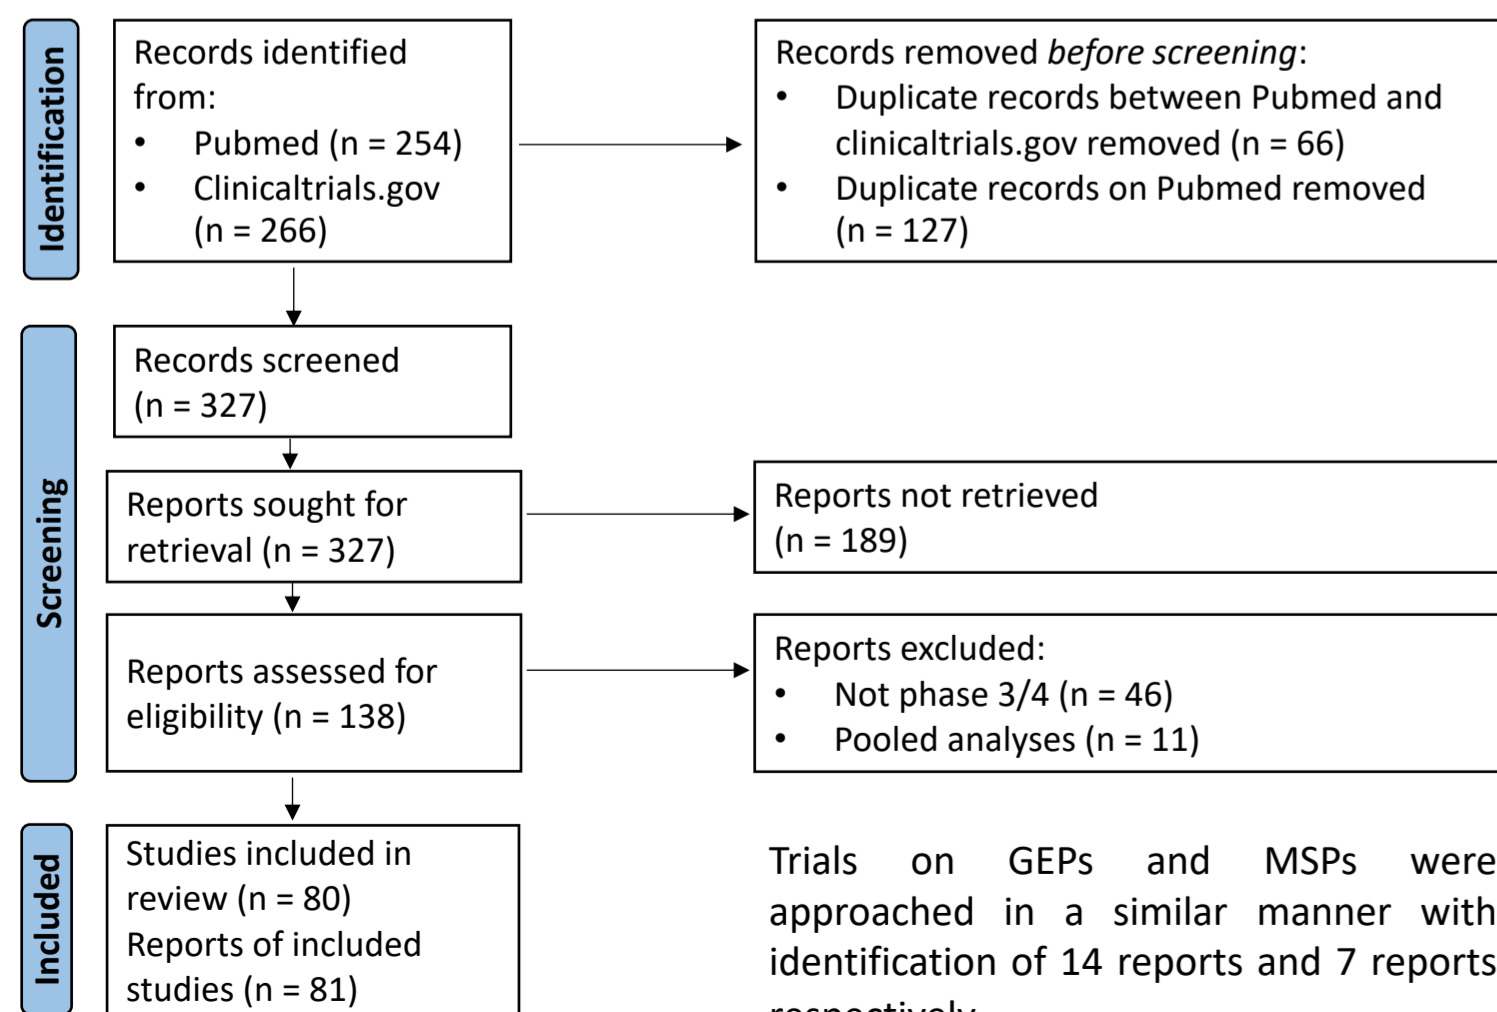 Identification
Records identified
from:
• Pubmed (n = 254)
• Clinicaltrials.gov
(n = 266)
Records removed before screening:
• Duplicate records between Pubmed and
clinicaltrials.gov removed (n = 66)
• Duplicate records on Pubmed removed
(n = 127)
Screening
Records screened
(n = 327)
Reports sought for
retrieval (n = 327)
Reports not retrieved
(n = 189)
Reports assessed for
eligibility (n = 138)
Reports excluded:
• Not phase 3/4 (n = 46)
• Pooled analyses (n = 11)
Included
Studies included in
review (n = 80)
Reports of included
studies (n = 81)
Trials on GEPs and MSPs were
approached in a similar manner with
identification of 14 reports and 7 reports
respectively